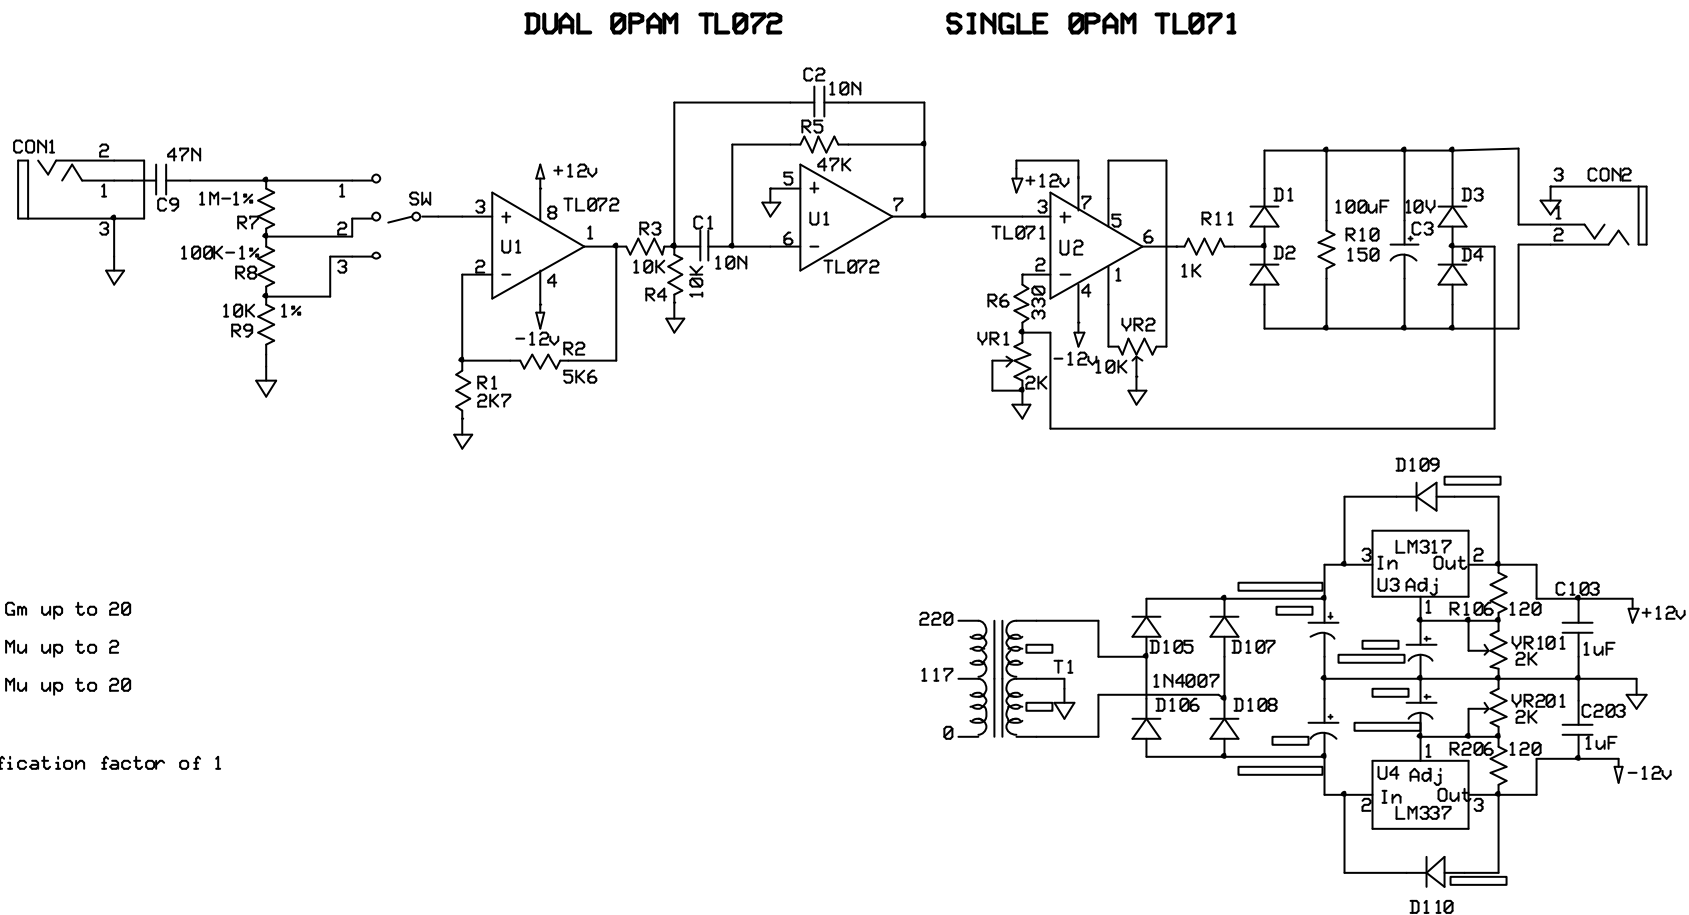 DUAL 0PAM TL072
SINGLE 0PAM TL071
C2
10N
R5
47K
CON1
2
1
3
47N
C9
1M-1%
R7
100K-1%
R8
10K 1%
R9
1
2
3
SW
+12v
TL072
3
8
U1
1
2
4
-12v
R2
5K6
R1
2K7
R3
10K
R4
10K
C1
10N
5
U1
7
6
TL072
+12v
7
3
TL071
5
U2
6
2
1
4
R6
330
VR1
2K
-12v
VR2
10K
R11
1K
D1
D2
100uF 10V
R10
150
C3
D3
D4
3
CON2
1
2
D109
LM317
3
In
Out
2
U3 Adj
1
R106
120
C103
+12v
VR101
2K
1uF
220
117
0
T1
D105
D107
1N4007
D106
D108
VR201
2K
C203
1uF
R206
120
1
U4 Adj
In
Out
2
LM337
3
-12v
D110
Gm up to 20
Mu up to 2
Mu up to 20
fication factor of 1